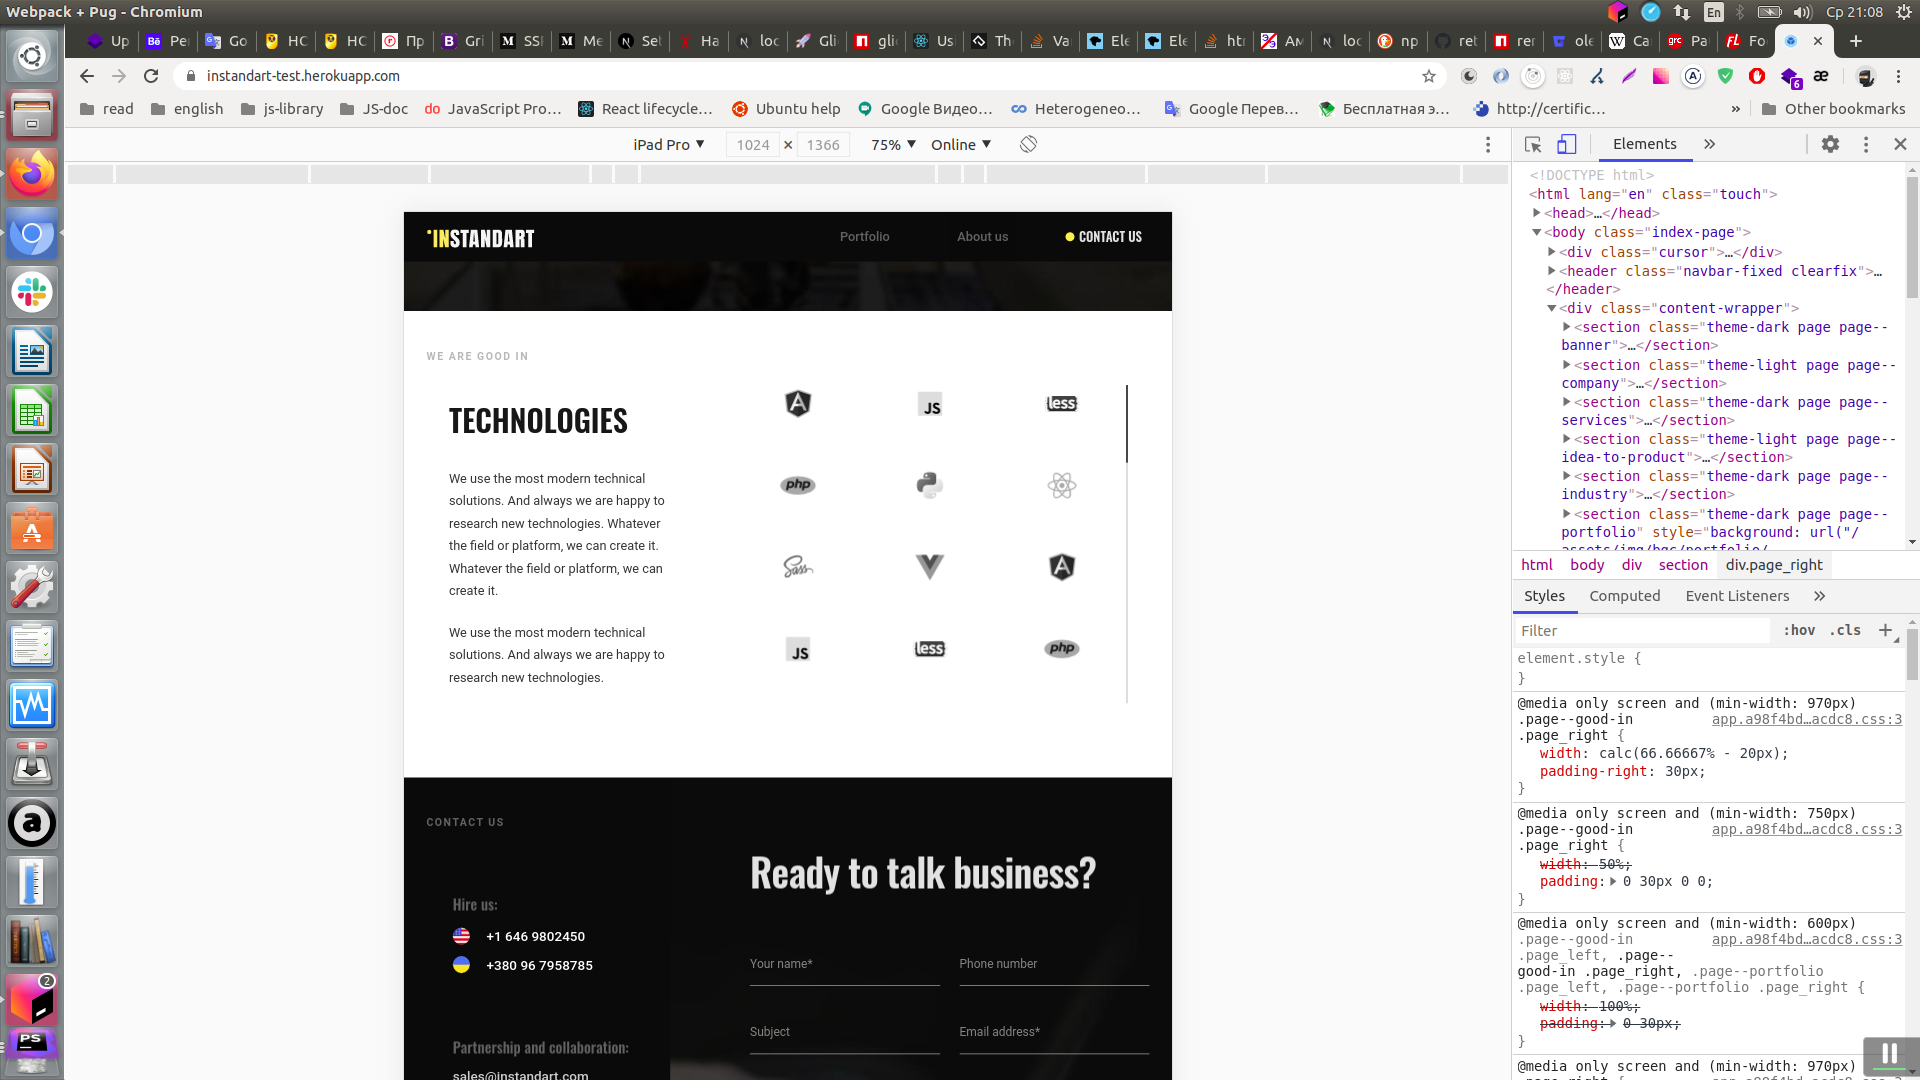 Webpack + Pug - Chromium
En
Ср 21:08
Up
Pe
Go
НС
НС
Пр
Gri
SSI
Me
Set
На
loc
Gli
gli
Us
Th
Va
Ele
Ele
htr
Ам
loc
np
ret
rer
ole
Ca
Pa
Fo
instandart-test.herokuapp.com
6
read
english
js-library
JS-doc
do JavaScript Pro...
React lifecycle...
Ubuntu help
Google Видео...
Heterogeneo...
Google Перев...
Бесплатная э...
http://certific...
»
Other bookmarks
iPad Pro ▼
1024 × 1366
75% ▼
Online ▼
Elements
»
INSTANDART
Portfolio
About us
CONTACT US
WE ARE GOOD IN
TECHNOLOGIES
We use the most modern technical
solutions. And always we are happy to
research new technologies. Whatever
the field or platform, we can create it.
Whatever the field or platform, we can
create it.
We use the most modern technical
solutions. And always we are happy to
research new technologies.
A
JS
less
php
Sass
A
JS
less
php
CONTACT US
Ready to talk business?
Hire us:
+1 646 9802450
+380 96 7958785
Your name*
Phone number
Subject
Email address*
Partnership and collaboration:
sales@instandart.com
<!DOCTYPE html>
<html lang="en" class="touch">
▶<head>…</head>
▼<body class="index-page">
▶<div class="cursor">…</div>
▶<header class="navbar-fixed clearfix">…
</header>
▼<div class="content-wrapper">
▶<section class="theme-dark page page--
banner">…</section>
▶<section class="theme-light page page--
company">…</section>
▶<section class="theme-dark page page--
services">…</section>
▶<section class="theme-light page page--
idea-to-product">…</section>
▶<section class="theme-dark page page--
industry">…</section>
▶<section class="theme-dark page page--
portfolio" style="background: url("/
assets/img/bgc/portfolio/
html body div section div.page_right
Styles Computed Event Listeners »
Filter
:hov .cls +
element.style {
}
@media only screen and (min-width: 970px)
.page--good-in app.a98f4bd…acdc8.css:3
.page_right {
width: calc(66.66667% - 20px);
padding-right: 30px;
}
@media only screen and (min-width: 750px)
.page--good-in app.a98f4bd…acdc8.css:3
.page_right {
width: 50%;
padding:▶ 0 30px 0 0;
}
@media only screen and (min-width: 600px)
.page--good-in app.a98f4bd…acdc8.css:3
.page_left, .page--
good-in .page_right, .page--portfolio
.page_left, .page--portfolio .page_right {
width: 100%;
padding:▶ 0 30px;
}
@media only screen and (min-width: 970px)
2
PS